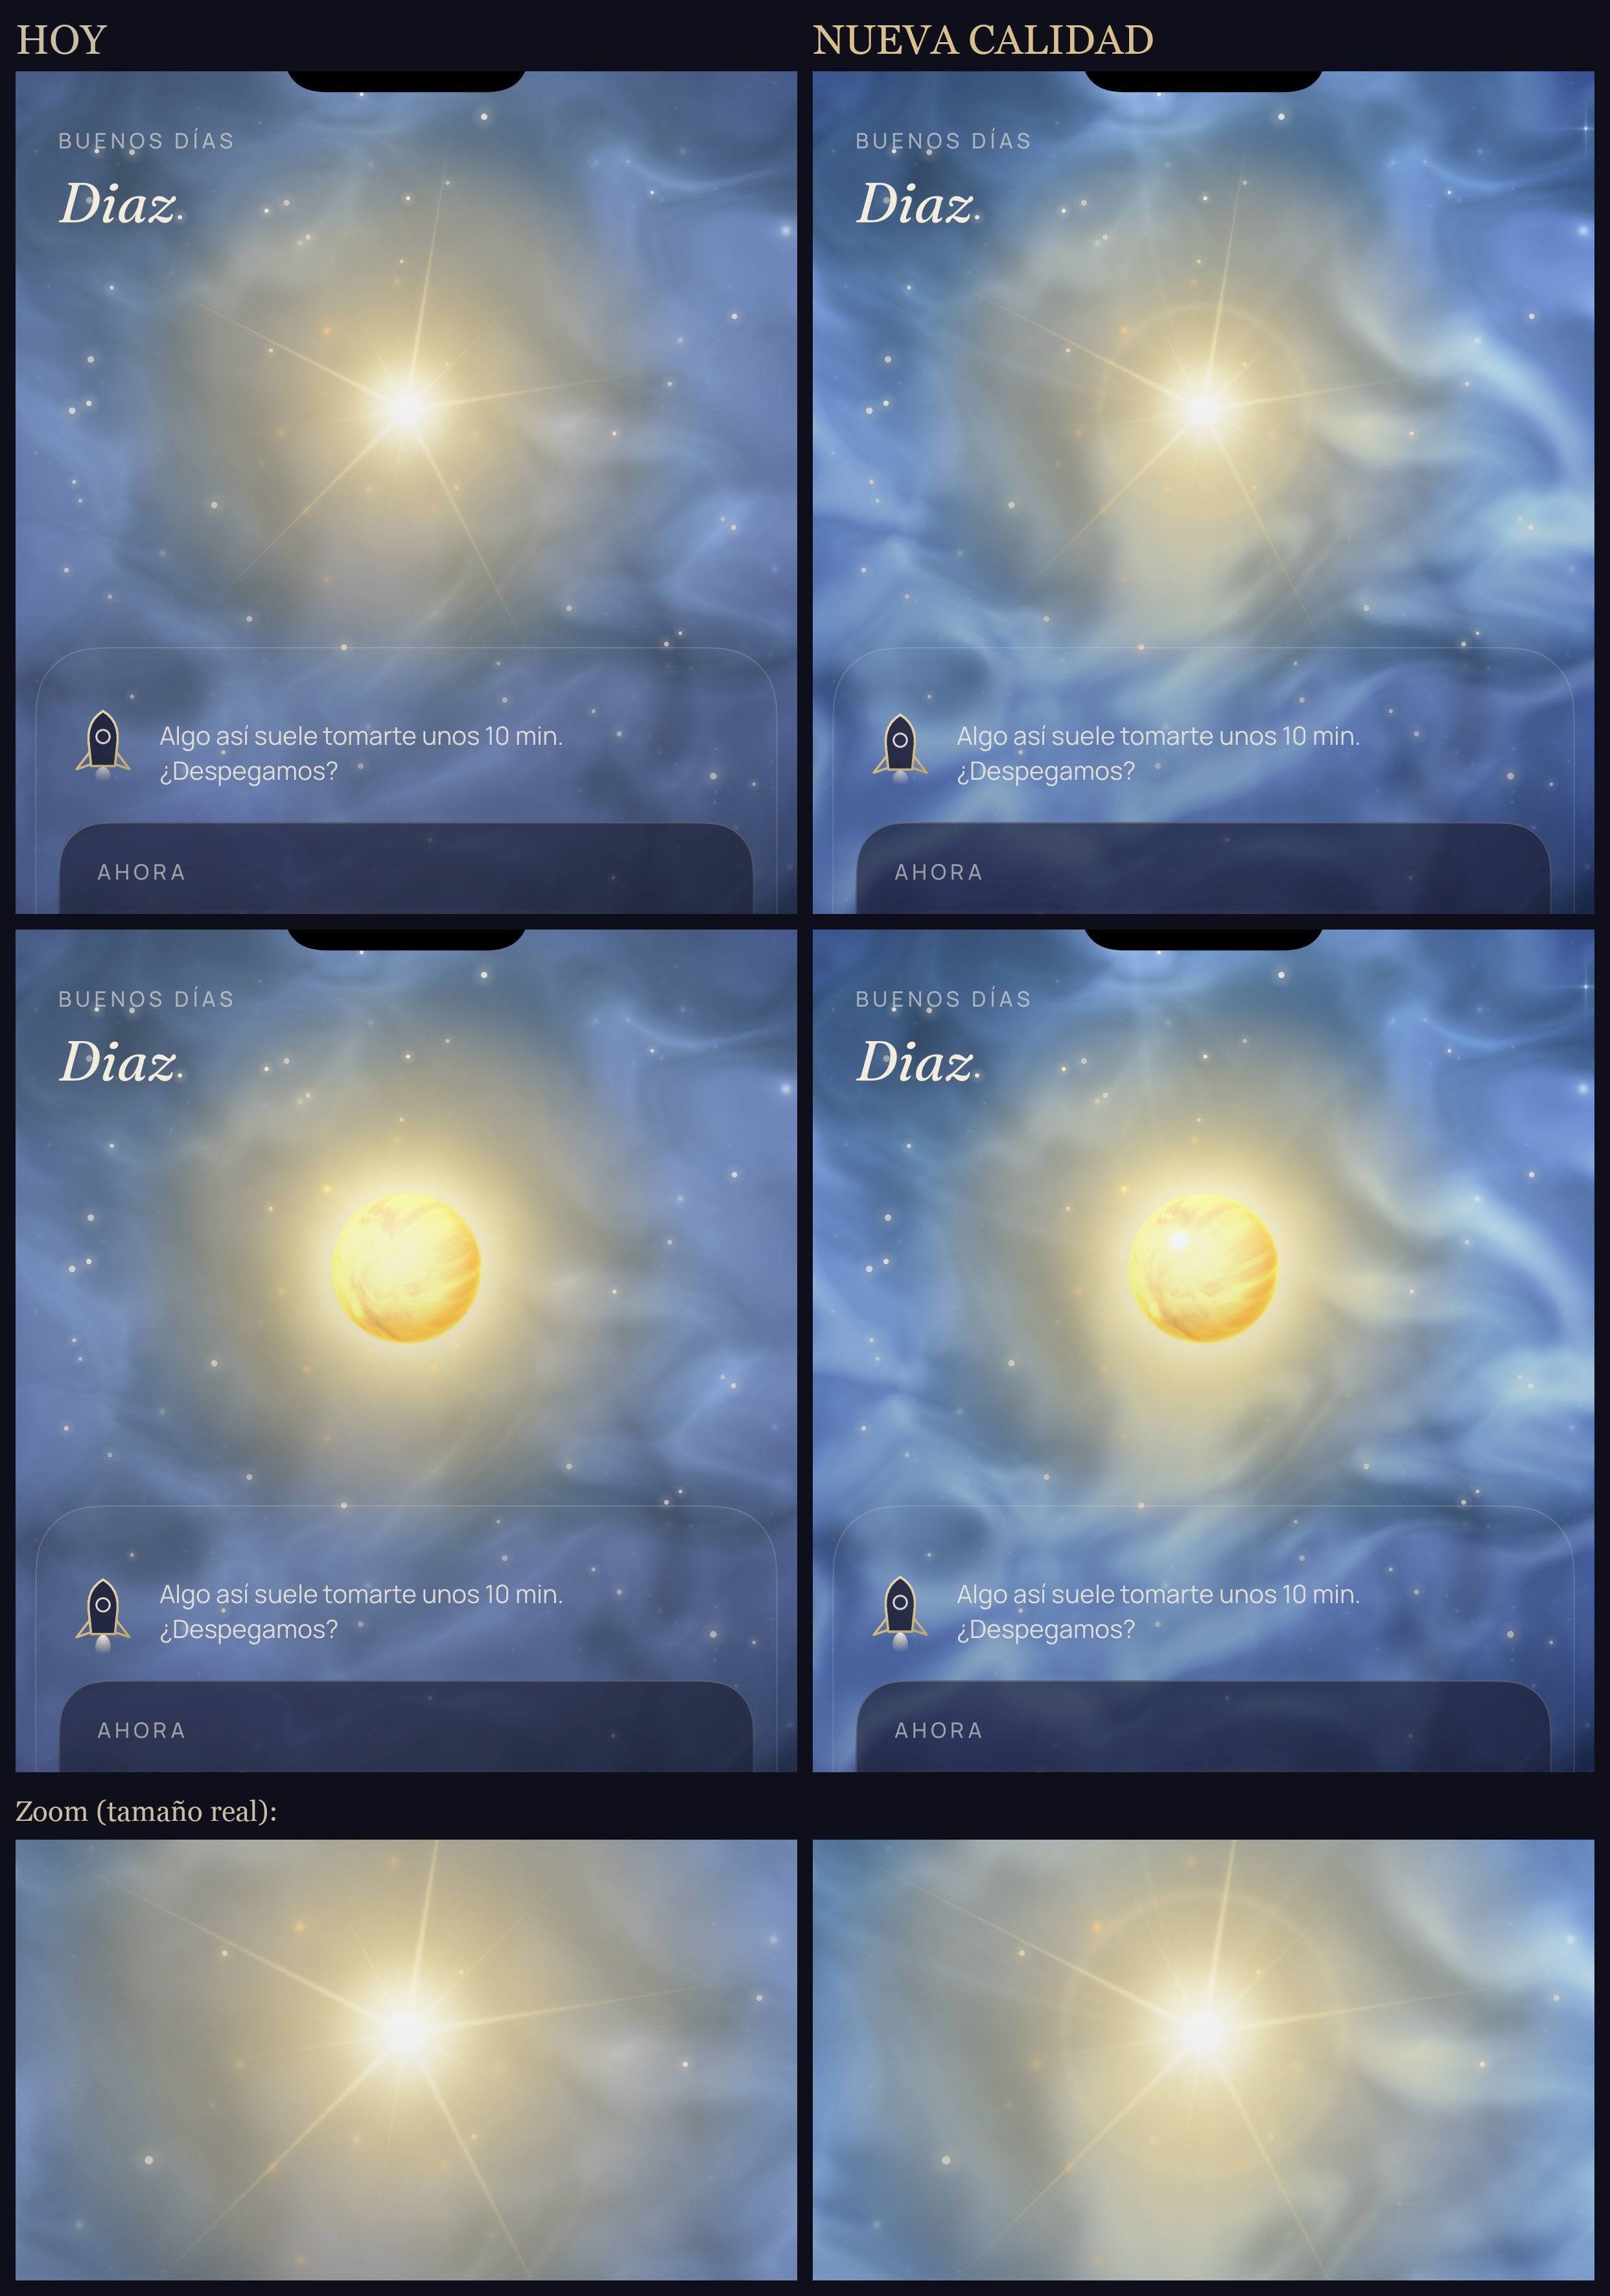 HOY
NUEVA CALIDAD
BUENOS DÍAS
Diaz.
Algo así suele tomarte unos 10 min.
¿Despegamos?
AHORA
BUENOS DÍAS
Diaz.
Algo así suele tomarte unos 10 min.
¿Despegamos?
AHORA
BUENOS DÍAS
Diaz.
Algo así suele tomarte unos 10 min.
¿Despegamos?
AHORA
BUENOS DÍAS
Diaz.
Algo así suele tomarte unos 10 min.
¿Despegamos?
AHORA
Zoom (tamaño real):